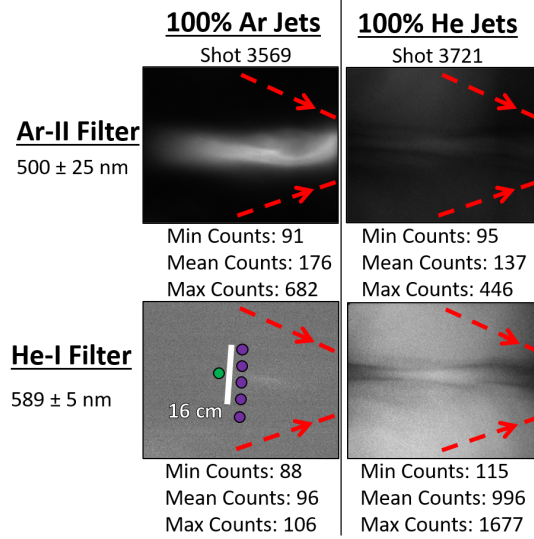 100% Ar Jets
100% He Jets
Shot 3569
Shot 3721
Ar-II Filter
500 ± 25 nm
Min Counts: 91
Mean Counts: 176
Max Counts: 682
Min Counts: 95
Mean Counts: 137
Max Counts: 446
He-I Filter
589 ± 5 nm
16 cm
Min Counts: 88
Mean Counts: 96
Max Counts: 106
Min Counts: 115
Mean Counts: 996
Max Counts: 1677